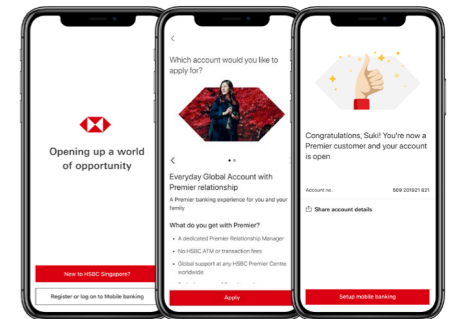 Opening up a world
of opportunity
New to HSBC Singapore?
Register or log on to Mobile banking
Which account would you like to
apply for?
Everyday Global Account with
Premier relationship
A Premier banking experience for you and your
family
What do you get with Premier?
A dedicated Premier Relationship Manager
No HSBC ATM or transaction fees
Global support at any HSBC Premier Centre
worldwide
Apply
Congratulations, Suki! You're now a
Premier customer and your account
is open
Account no. 569 201921 821
Share account details
Setup mobile banking